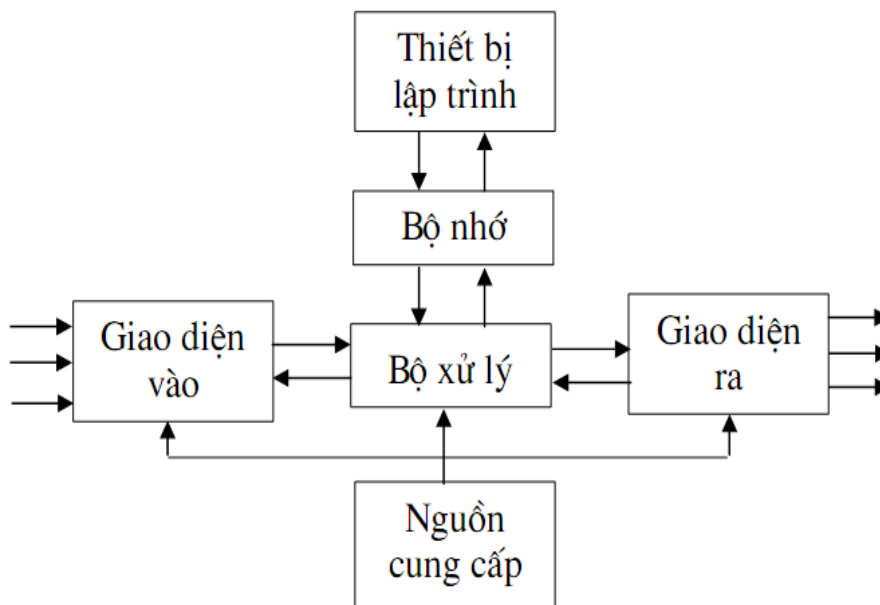 Thiết bị
lập trình
Bộ nhớ
Giao diện
vào
Bộ xử lý
Giao diện
ra
Nguồn
cung cấp